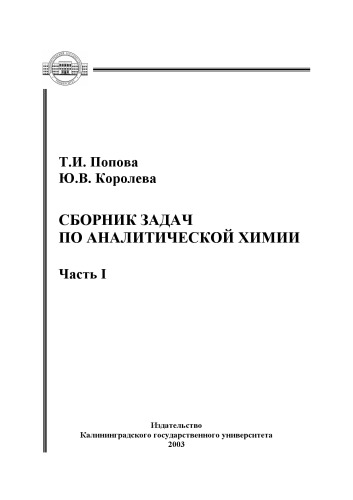 Т.И. Попова
Ю.В. Королева
СБОРНИК ЗАДАЧ
ПО АНАЛИТИЧЕСКОЙ ХИМИИ
Часть I
Издательство
Калининградского государственного университета
2003